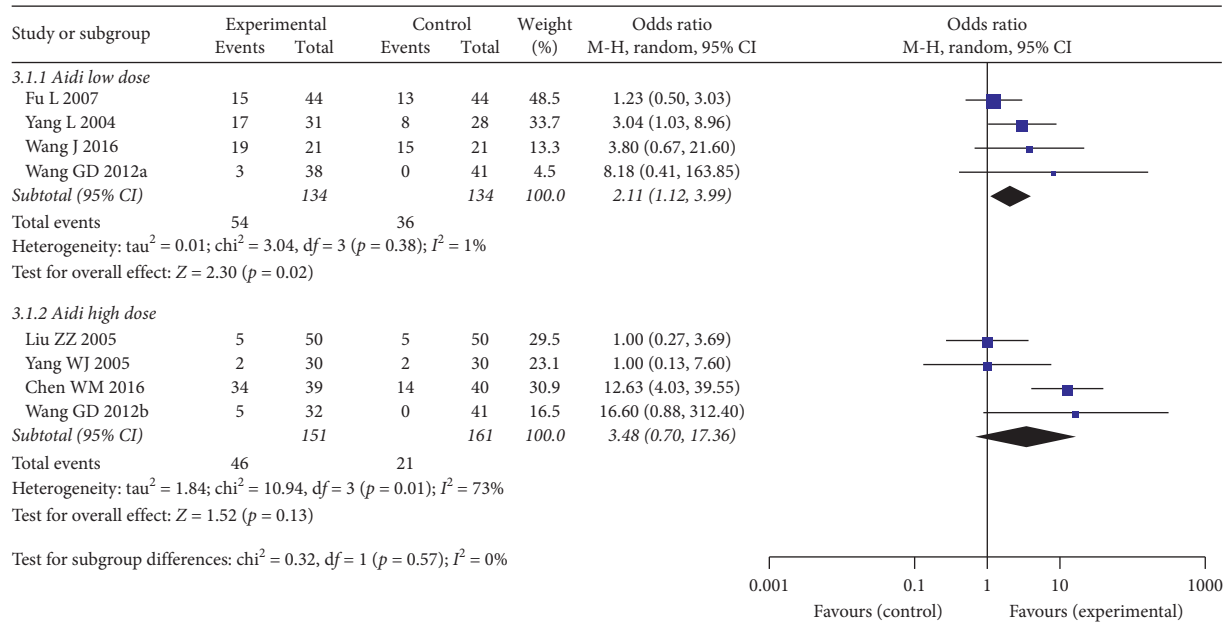 Study or subgroup Experimental Control Weight Odds ratio Odds ratio
Events Total Events Total (%) M-H, random, 95% CI M-H, random, 95% CI
3.1.1 Aidi low dose
Fu L 2007 15 44 13 44 48.5 1.23 (0.50, 3.03)
Yang L 2004 17 31 8 28 33.7 3.04 (1.03, 8.96)
Wang J 2016 19 21 15 21 13.3 3.80 (0.67, 21.60)
Wang GD 2012a 3 38 0 41 4.5 8.18 (0.41, 163.85)
Subtotal (95% CI) 134 134 100.0 2.11 (1.12, 3.99)
Total events 54 36
Heterogeneity: tau² = 0.01; chi² = 3.04, df = 3 (p = 0.38); I² = 1%
Test for overall effect: Z = 2.30 (p = 0.02)
3.1.2 Aidi high dose
Liu ZZ 2005 5 50 5 50 29.5 1.00 (0.27, 3.69)
Yang WJ 2005 2 30 2 30 23.1 1.00 (0.13, 7.60)
Chen WM 2016 34 39 14 40 30.9 12.63 (4.03, 39.55)
Wang GD 2012b 5 32 0 41 16.5 16.60 (0.88, 312.40)
Subtotal (95% CI) 151 161 100.0 3.48 (0.70, 17.36)
Total events 46 21
Heterogeneity: tau² = 1.84; chi² = 10.94, df = 3 (p = 0.01); I² = 73%
Test for overall effect: Z = 1.52 (p = 0.13)
Test for subgroup differences: chi² = 0.32, df = 1 (p = 0.57); I² = 0%
0.001 0.1 1 10 1000
Favours (control) Favours (experimental)